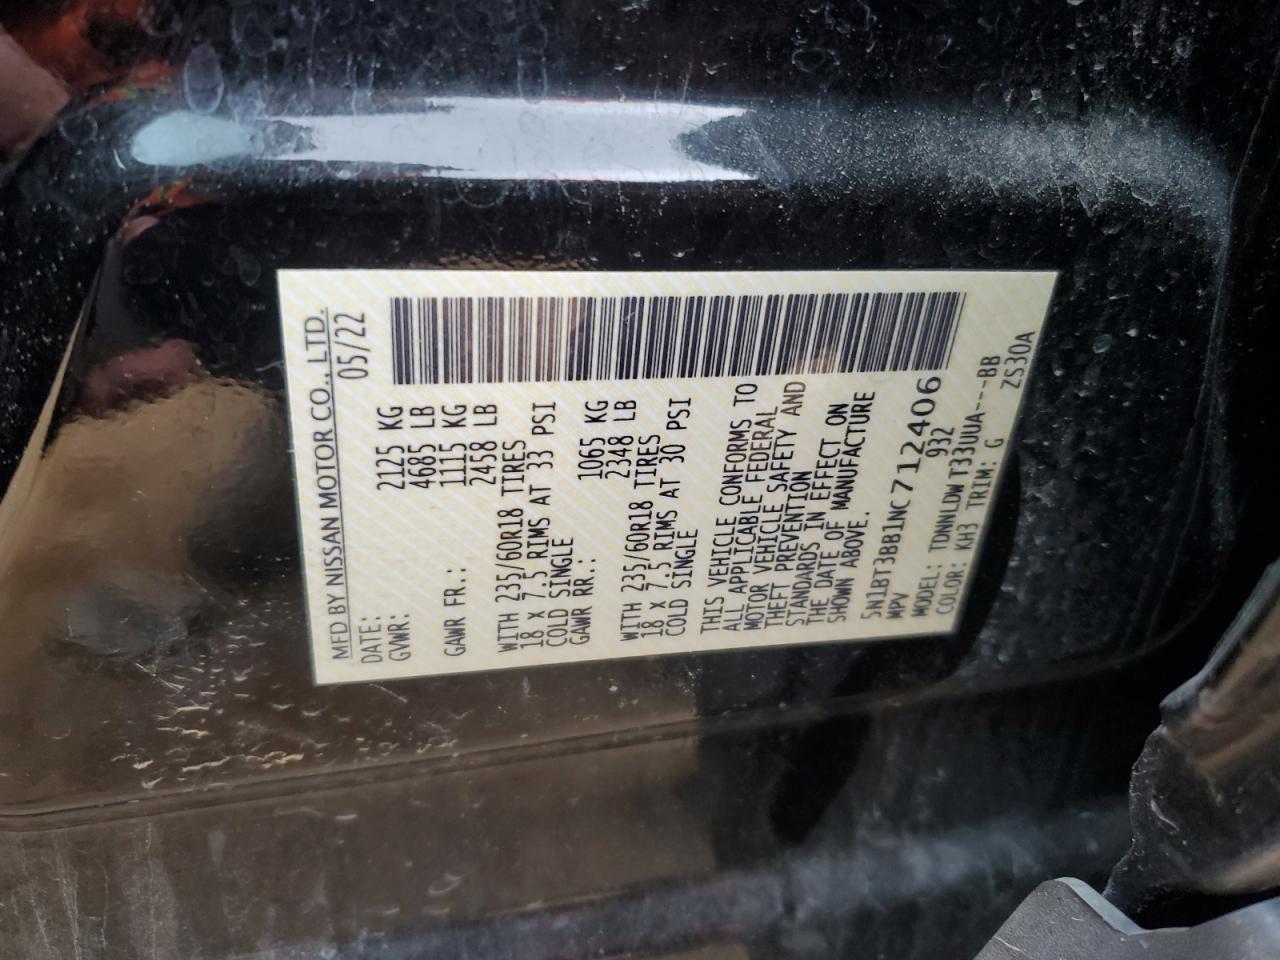 MFD BY NISSAN MOTOR CO., LTD.
DATE: 05/22
GVWR: 2125 KG
4685 LB
GAWR FR.: 1115 KG
2458 LB
WITH 235/60R18 TIRES
18 x 7.5 RIMS AT 33 PSI
COLD SINGLE
GAWR RR.: 1065 KG
2348 LB
WITH 235/60R18 TIRES
18 x 7.5 RIMS AT 30 PSI
COLD SINGLE
THIS VEHICLE CONFORMS TO
ALL APPLICABLE FEDERAL
MOTOR VEHICLE SAFETY AND
THEFT PREVENTION
STANDARDS IN EFFECT ON
THE DATE OF MANUFACTURE
SHOWN ABOVE.
5N1BT3BB1NC712406
MPV 932
MODEL: TDNNLDW T33UUA---BB
COLOR: KH3 TRIM: G ZS30A